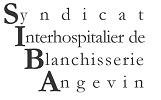 Syndicat
Interhospitalier de
Blanchisserie
Angevin